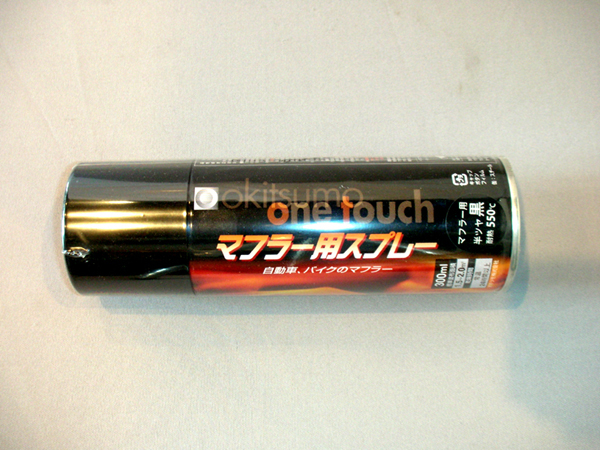 okitsumo
one touch
マフラー用スプレー
自動車、バイクのマフラー
マフラー用
半ツヤ 黒
耐熱 550℃
300ml